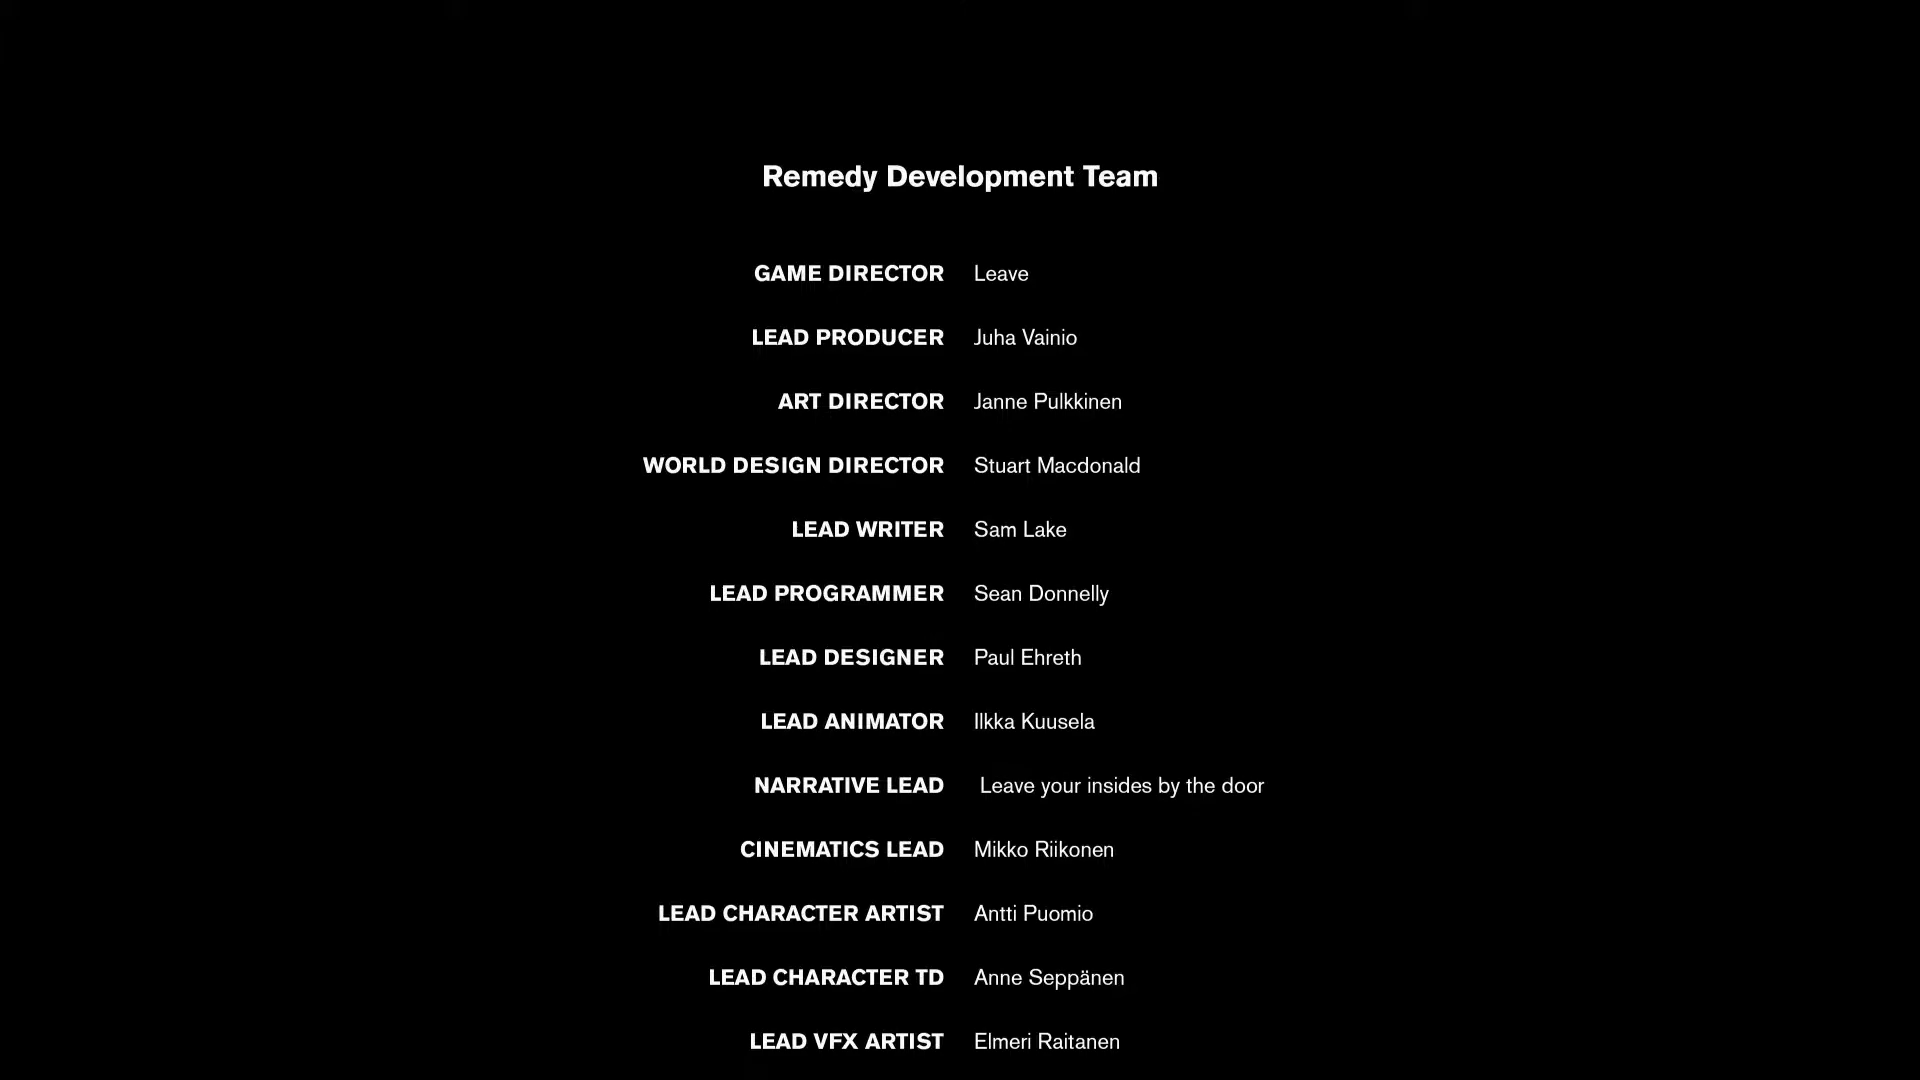 Remedy Development Team
GAME DIRECTOR Leave
LEAD PRODUCER Juha Vainio
ART DIRECTOR Janne Pulkkinen
WORLD DESIGN DIRECTOR Stuart Macdonald
LEAD WRITER Sam Lake
LEAD PROGRAMMER Sean Donnelly
LEAD DESIGNER Paul Ehreth
LEAD ANIMATOR Ilkka Kuusela
NARRATIVE LEAD Leave your insides by the door
CINEMATICS LEAD Mikko Riikonen
LEAD CHARACTER ARTIST Antti Puomio
LEAD CHARACTER TD Anne Seppänen
LEAD VFX ARTIST Elmeri Raitanen